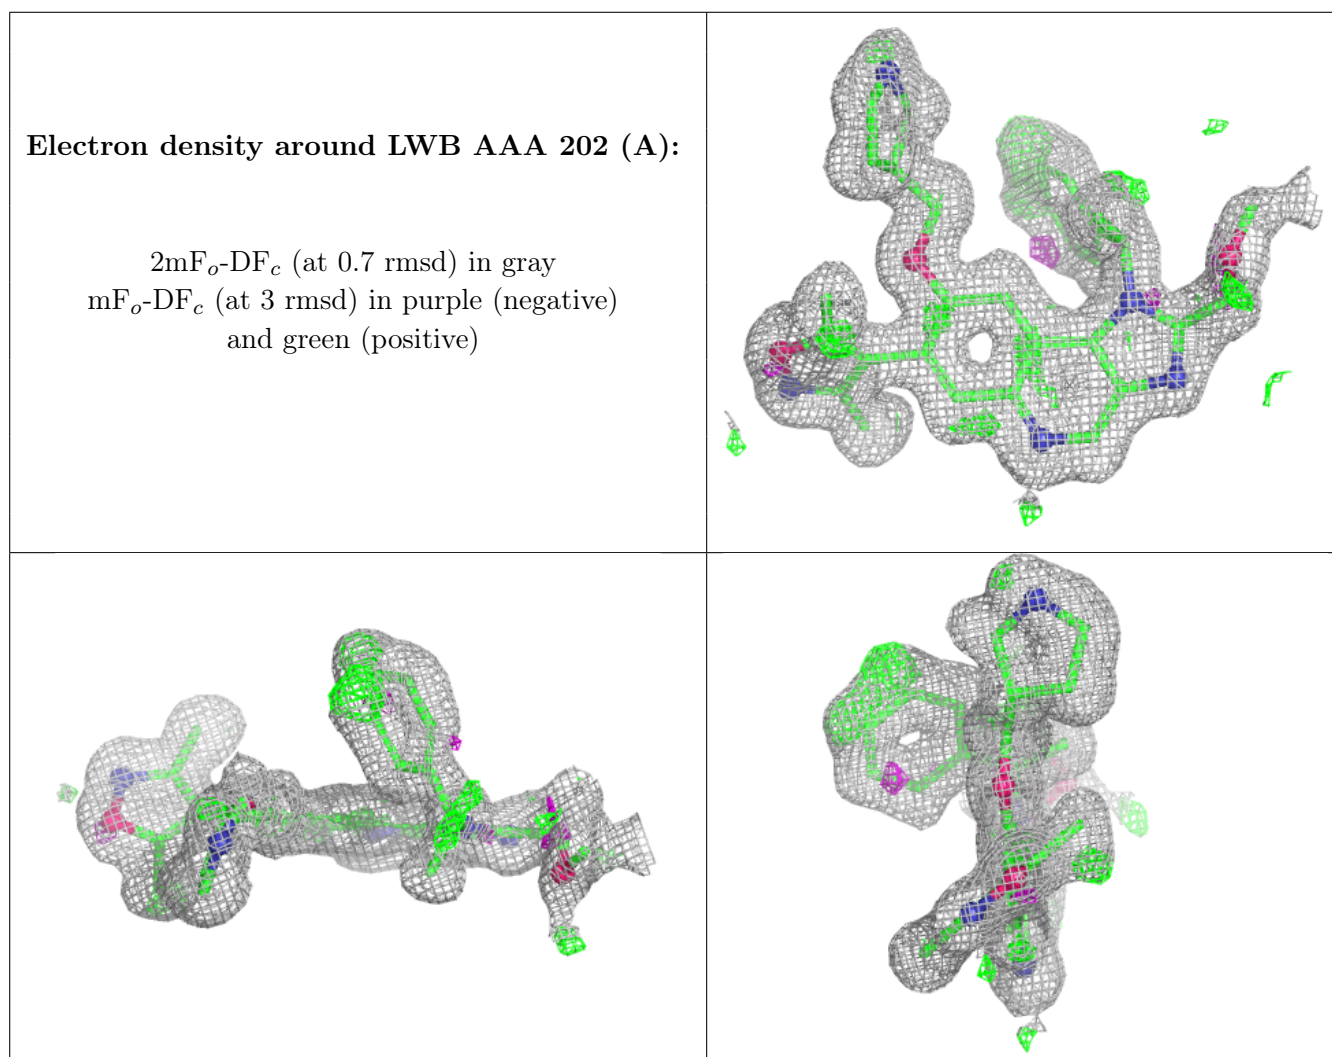 Electron density around LWB AAA 202 (A):
2mFo-DFc (at 0.7 rmsd) in gray
mFo-DFc (at 3 rmsd) in purple (negative)
and green (positive)